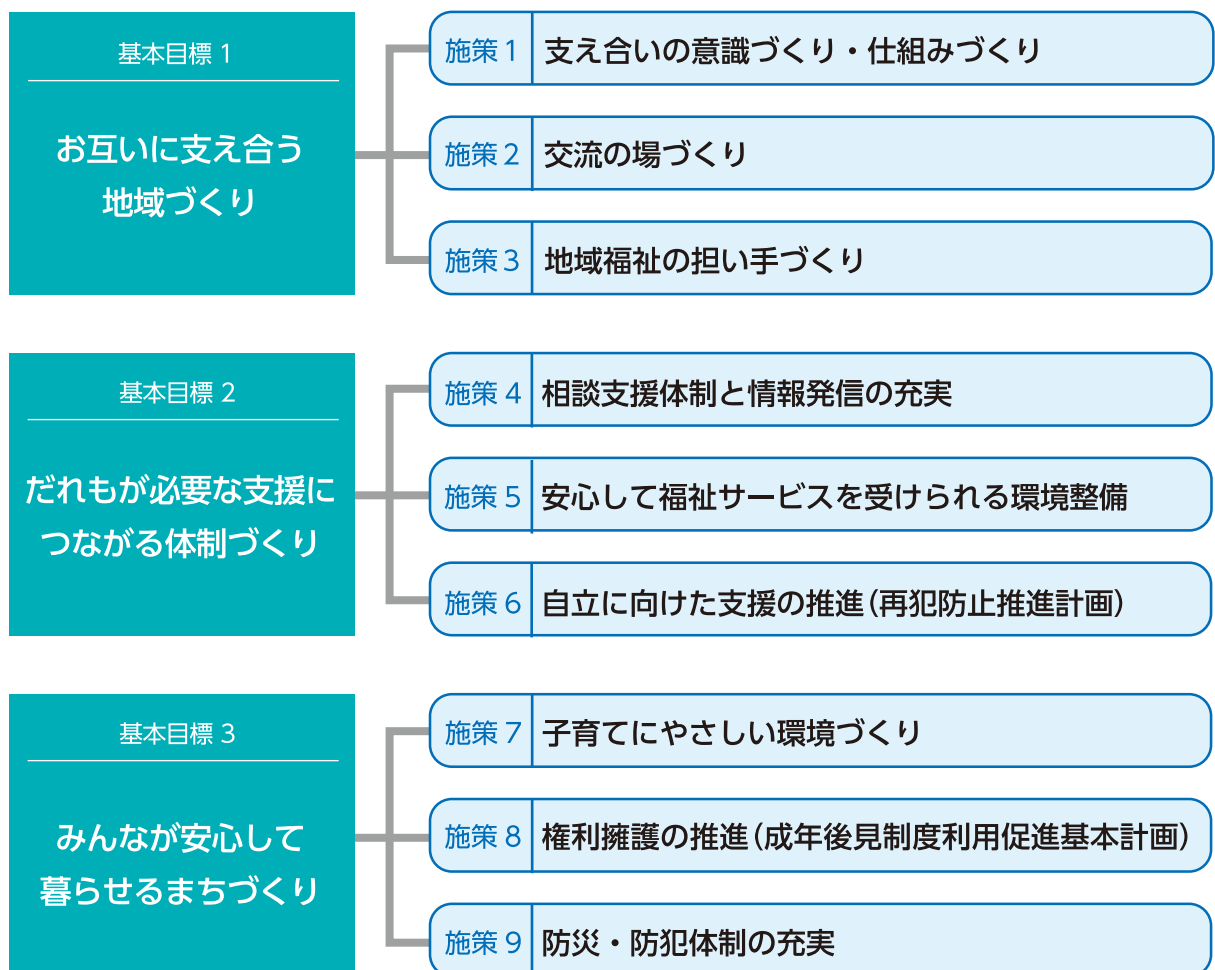 基本目標 1
お互いに支え合う
地域づくり
施策 1 支え合いの意識づくり・仕組みづくり
施策 2 交流の場づくり
施策 3 地域福祉の担い手づくり
基本目標 2
だれもが必要な支援に
つながる体制づくり
施策 4 相談支援体制と情報発信の充実
施策 5 安心して福祉サービスを受けられる環境整備
施策 6 自立に向けた支援の推進(再犯防止推進計画)
基本目標 3
みんなが安心して
暮らせるまちづくり
施策 7 子育てにやさしい環境づくり
施策 8 権利擁護の推進(成年後見制度利用促進基本計画)
施策 9 防災・防犯体制の充実